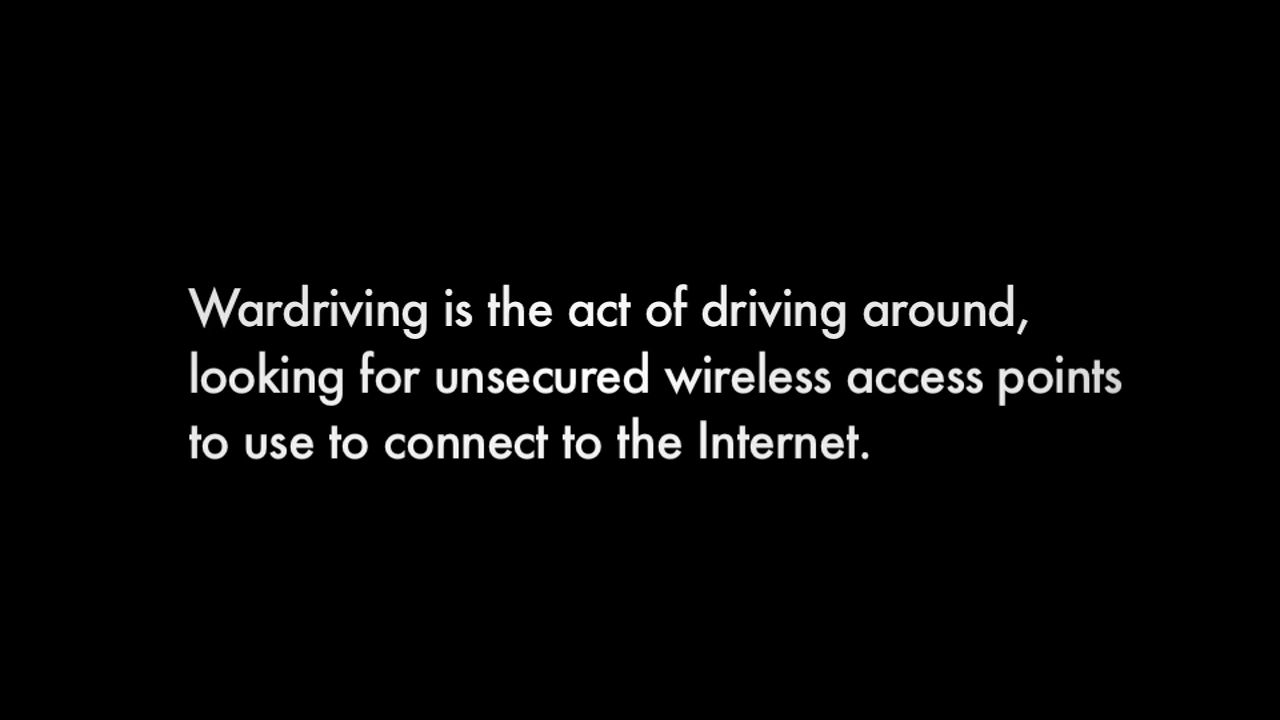 Wardriving is the act of driving around,
looking for unsecured wireless access points
to use to connect to the Internet.